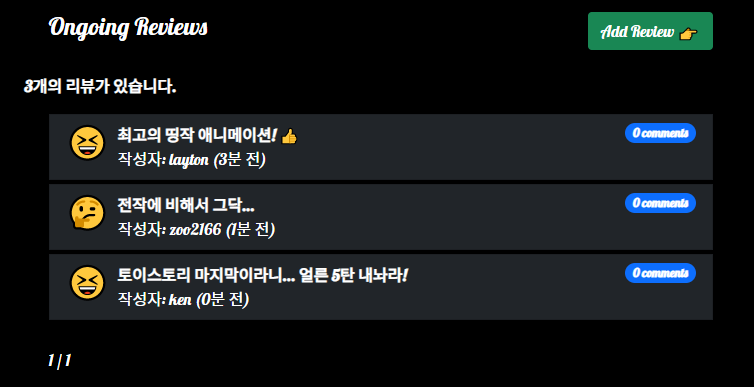 Ongoing Reviews
Add Review 👉
3개의 리뷰가 있습니다.
최고의 띵작 애니메이션! 👍
0 comments
작성자: layton (3분 전)
전작에 비해서 그닥...
0 comments
작성자: zoo2166 (1분 전)
토이스토리 마지막이라니... 얼른 5탄 내놔라!
0 comments
작성자: ken (0분 전)
1 / 1